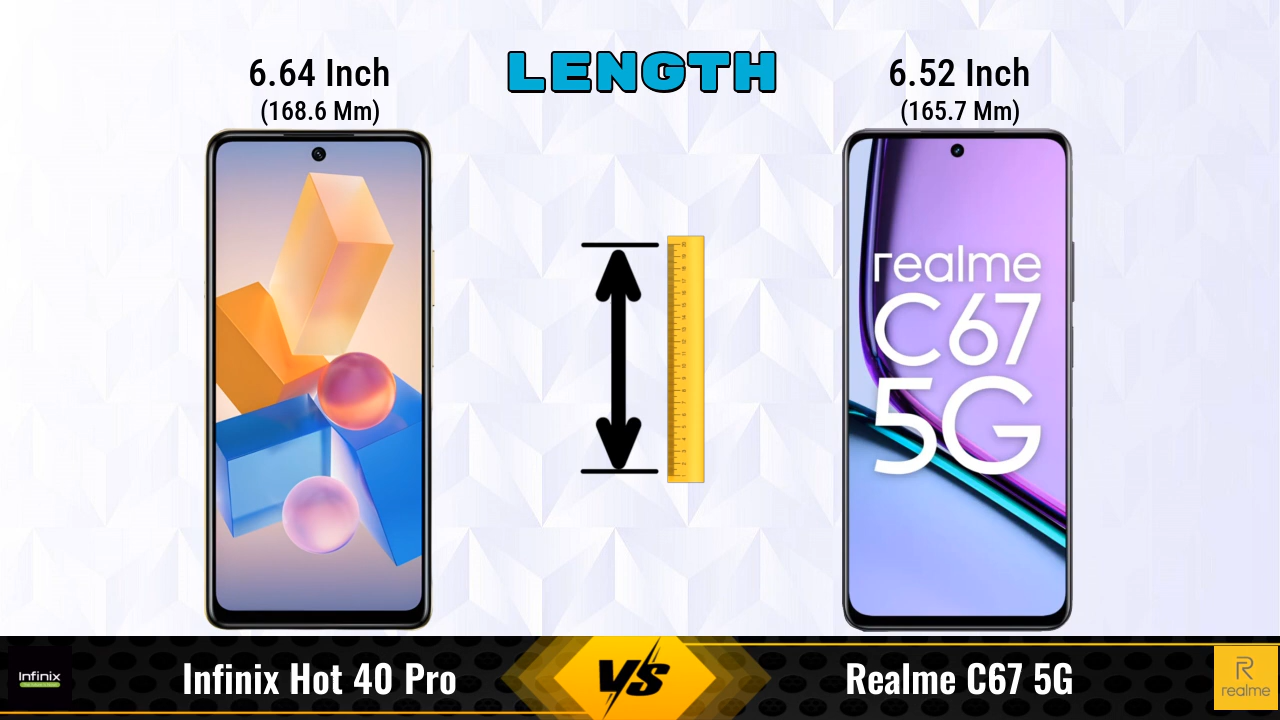 LENGTH
6.64 Inch
(168.6 Mm)
6.52 Inch
(165.7 Mm)
realme
C67
5G
Infinix
Infinix Hot 40 Pro
VS
Realme C67 5G
R
realme